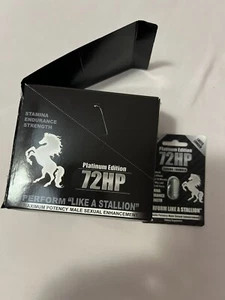 STAMINA
ENDURANCE
STRENGTH
Platinum Edition
72HP
PERFORM "LIKE A STALLION"
MAXIMUM POTENCY MALE SEXUAL ENHANCEMENT
Platinum Edition
72HP
PERFORM "LIKE A STALLION"